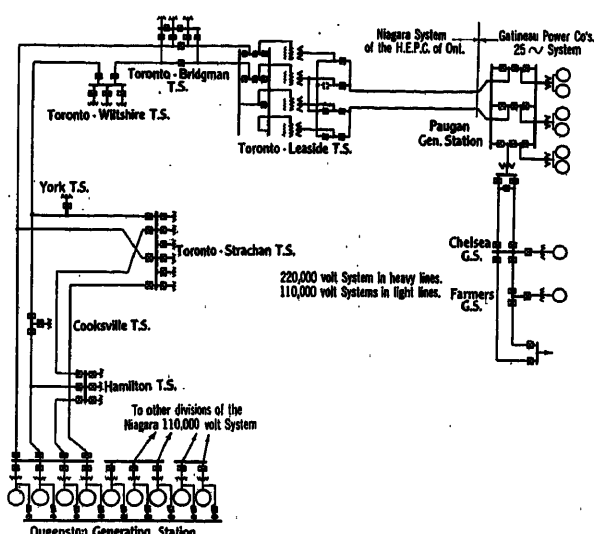 Niagara System
of the H.E.P.C. of Ont.
Gatineau Power Co's.
25 ~ System
Toronto - Bridgman
T.S.
Toronto - Wiltshire T.S.
Toronto - Leaside T.S.
Paugan
Gen. Station
York T.S.
Toronto - Strachan T.S.
Chelsea
G.S.
220,000 volt System in heavy lines.
110,000 volt Systems in light lines.
Farmers
G.S.
Cooksville T.S.
Hamilton T.S.
To other divisions of the
Niagara 110,000 volt System
Queenston Generating Station